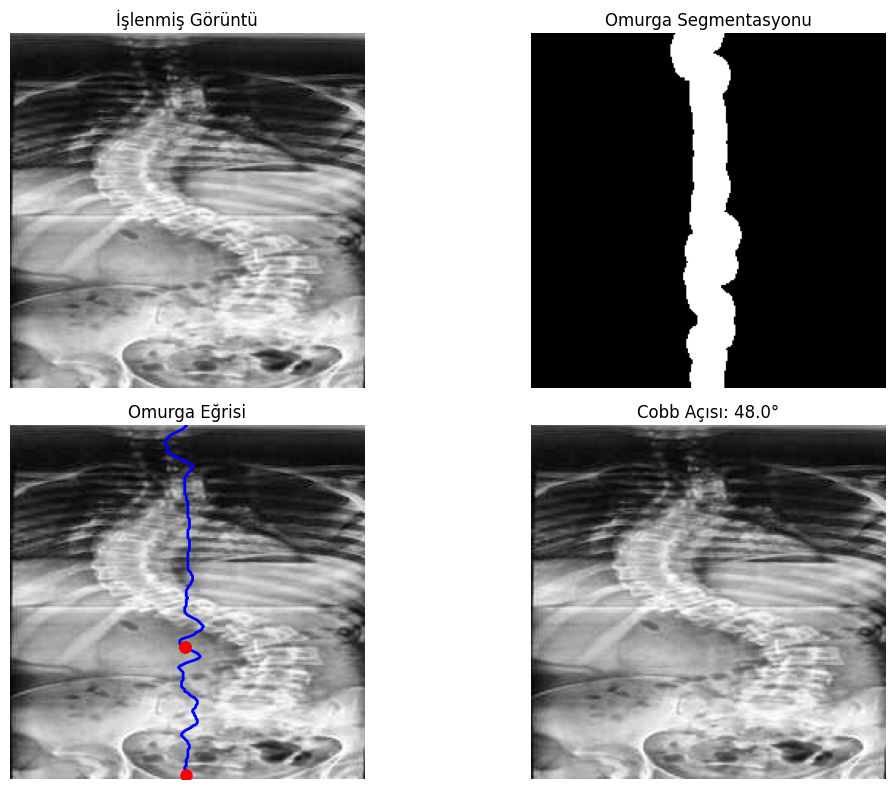 İşlenmiş Görüntü
Omurga Segmentasyonu
Omurga Eğrisi
Cobb Açısı: 48.0°